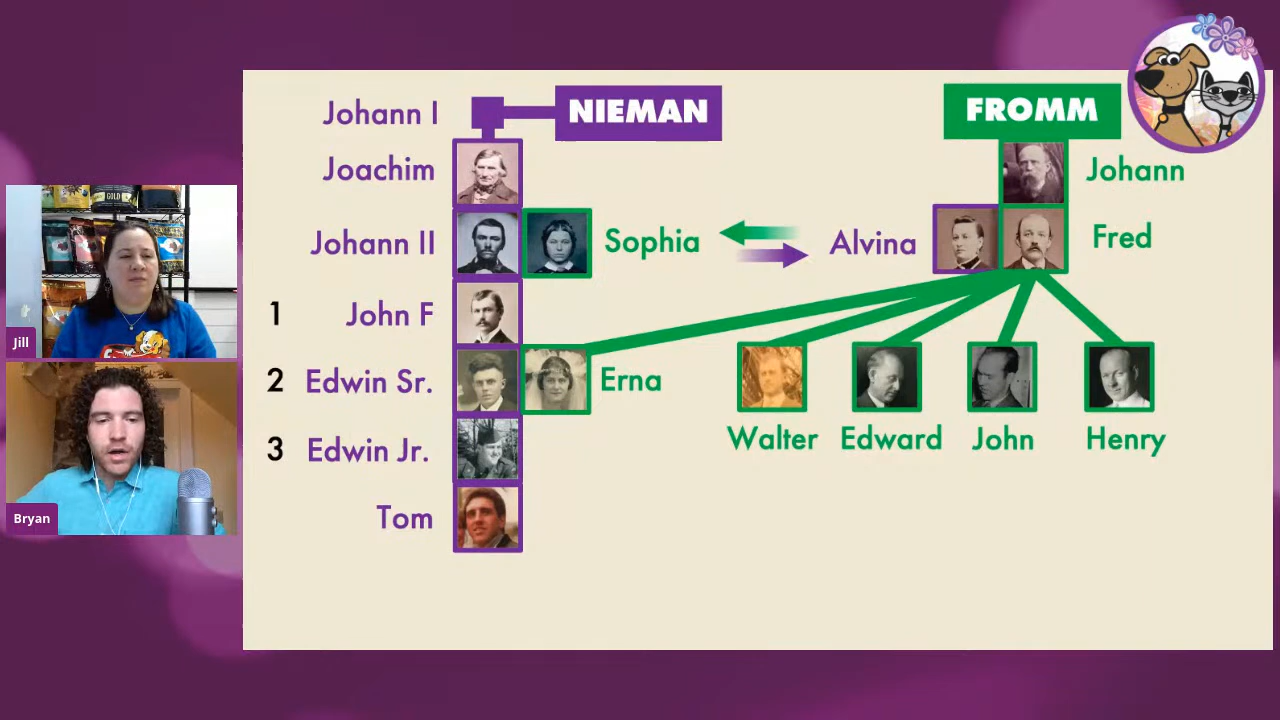 Johann I
NIEMAN
FROMM
Joachim
Johann
Johann II
Sophia
Alvina
Fred
1 John F
2 Edwin Sr.
Erna
Walter
Edward
John
Henry
3 Edwin Jr.
Tom
Jill
Bryan
GOLD